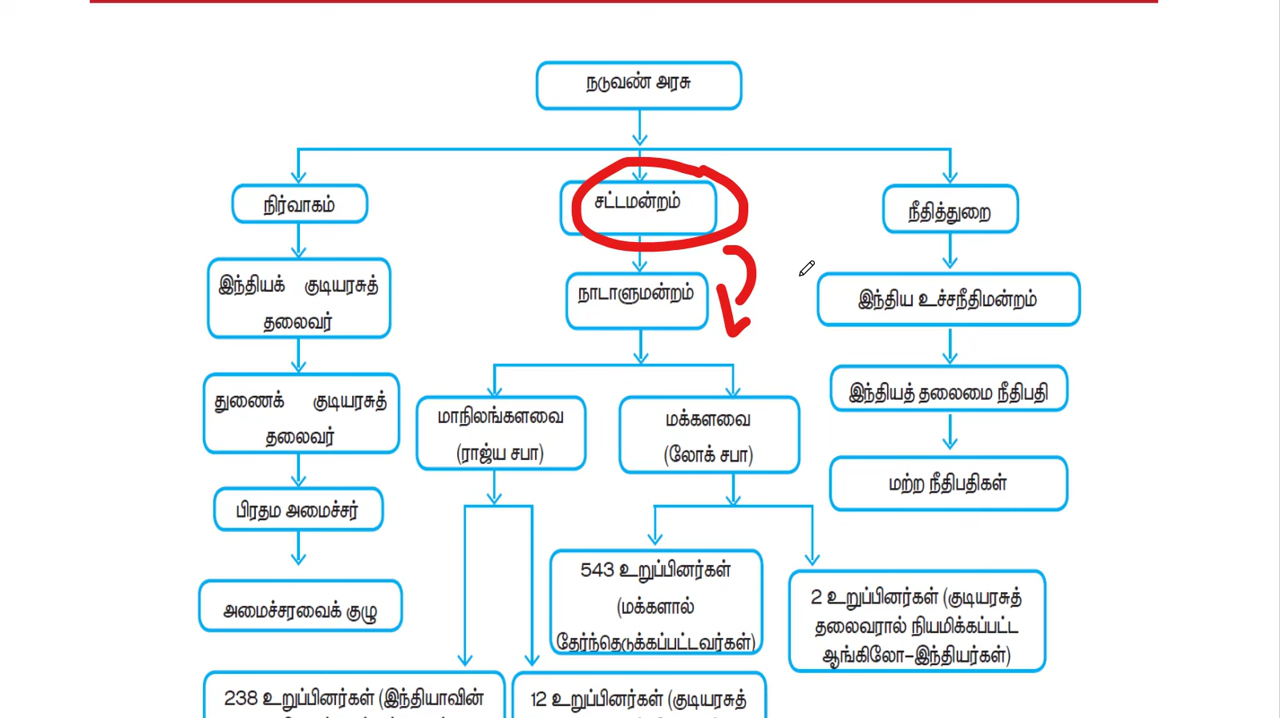 நடுவண் அரசு
நிர்வாகம்
சட்டமன்றம்
நீதித்துறை
இந்தியக் குடியரசுத்
தலைவர்
நாடாளுமன்றம்
இந்திய உச்சநீதிமன்றம்
துணைக் குடியரசுத்
தலைவர்
மாநிலங்களவை
(ராஜ்ய சபா)
மக்களவை
(லோக் சபா)
இந்தியத் தலைமை நீதிபதி
பிரதம அமைச்சர்
மற்ற நீதிபதிகள்
அமைச்சரவைக் குழு
543 உறுப்பினர்கள்
(மக்களால்
தேர்ந்தெடுக்கப்பட்டவர்கள்)
2 உறுப்பினர்கள் (குடியரசுத்
தலைவரால் நியமிக்கப்பட்ட
ஆங்கிலோ-இந்தியர்கள்)
238 உறுப்பினர்கள் (இந்தியாவின்
12 உறுப்பினர்கள் (குடியரசுத்